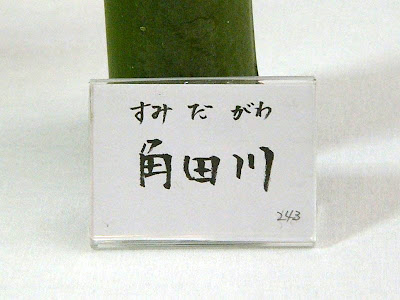 すみ だ がわ
角田川
243